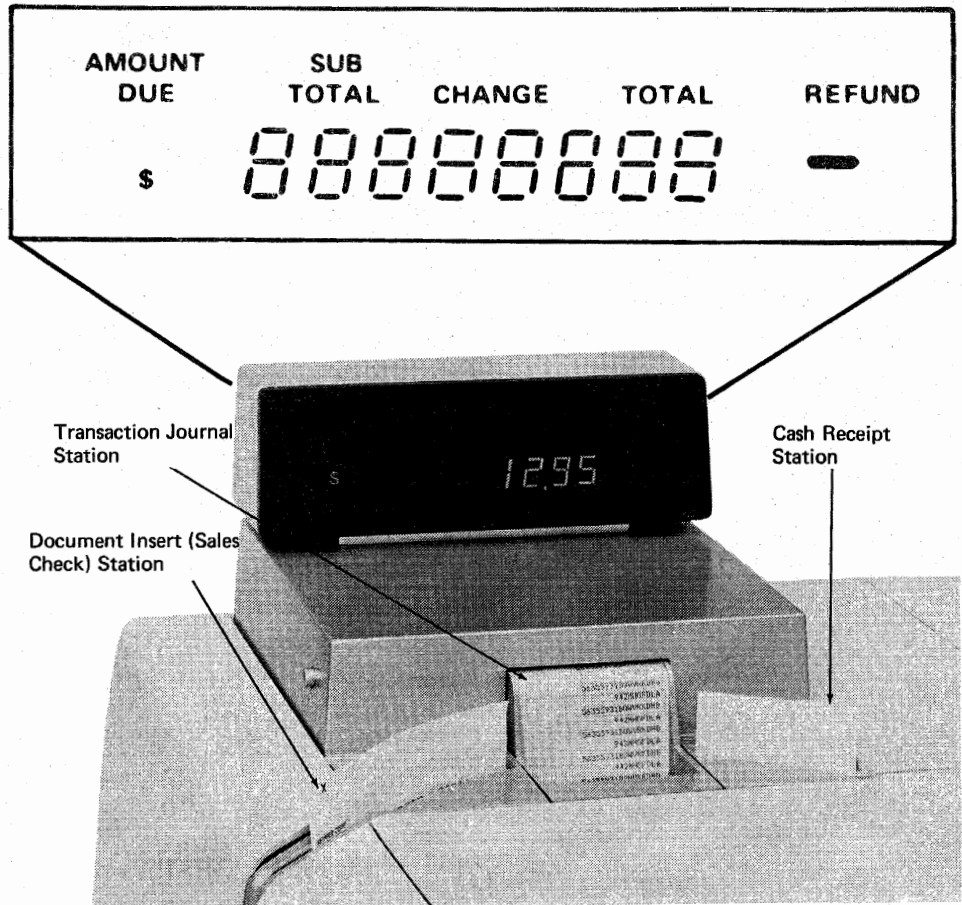 AMOUNT DUE
SUB TOTAL
CHANGE
TOTAL
REFUND
$
88888888
Transaction Journal
Station
Cash Receipt
Station
$
12.95
Document Insert (Sales
Check) Station